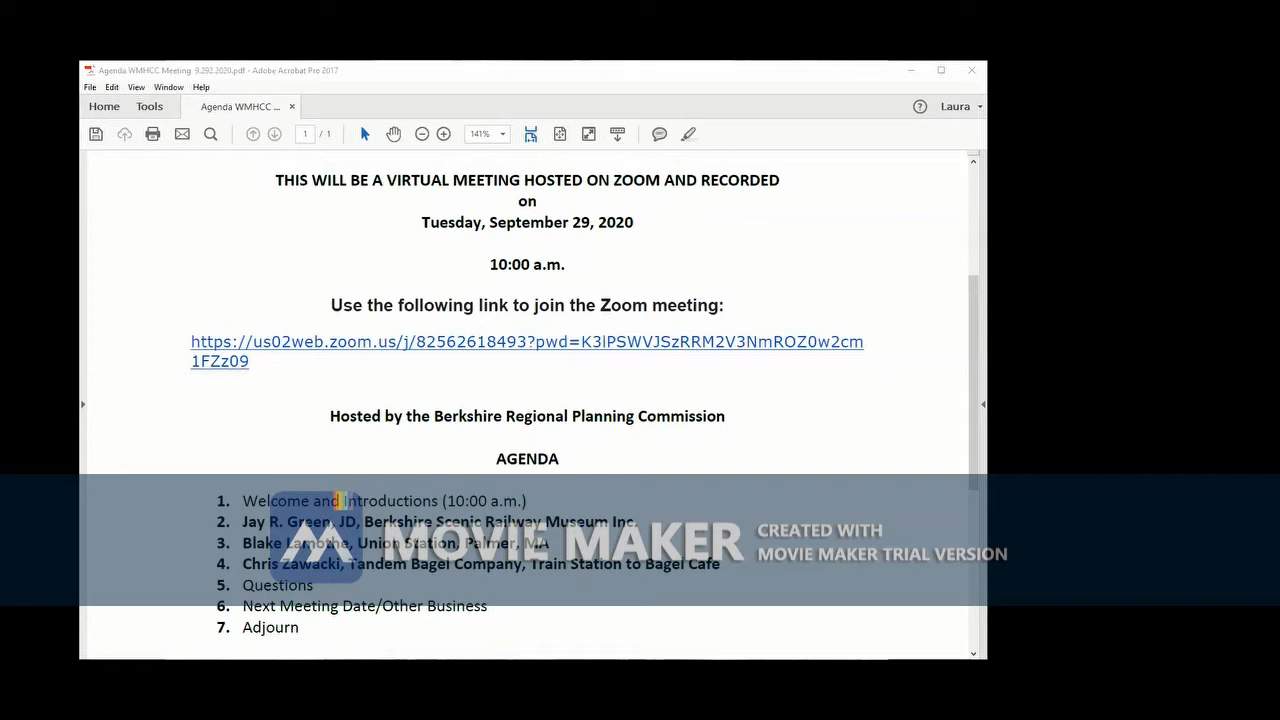 Agenda WMHCC Meeting 9.292.2020.pdf - Adobe Acrobat Pro 2017
File Edit View Window Help
Home Tools Agenda WMHCC ... × Laura
1 / 1 141%
THIS WILL BE A VIRTUAL MEETING HOSTED ON ZOOM AND RECORDED
on
Tuesday, September 29, 2020
10:00 a.m.
Use the following link to join the Zoom meeting:
https://us02web.zoom.us/j/82562618493?pwd=K3lPSWVJSzRRM2V3NmROZ0w2cm
1FZz09
Hosted by the Berkshire Regional Planning Commission
AGENDA
1. Welcome and Introductions (10:00 a.m.)
2. Jay R. Green, JD, Berkshire Scenic Railway Museum Inc.
3. Blake Lamothe, Union Station, Palmer, MA
4. Chris Zawacki, Tandem Bagel Company, Train Station to Bagel Cafe
5. Questions
6. Next Meeting Date/Other Business
7. Adjourn
MOVIE MAKER
CREATED WITH
MOVIE MAKER TRIAL VERSION